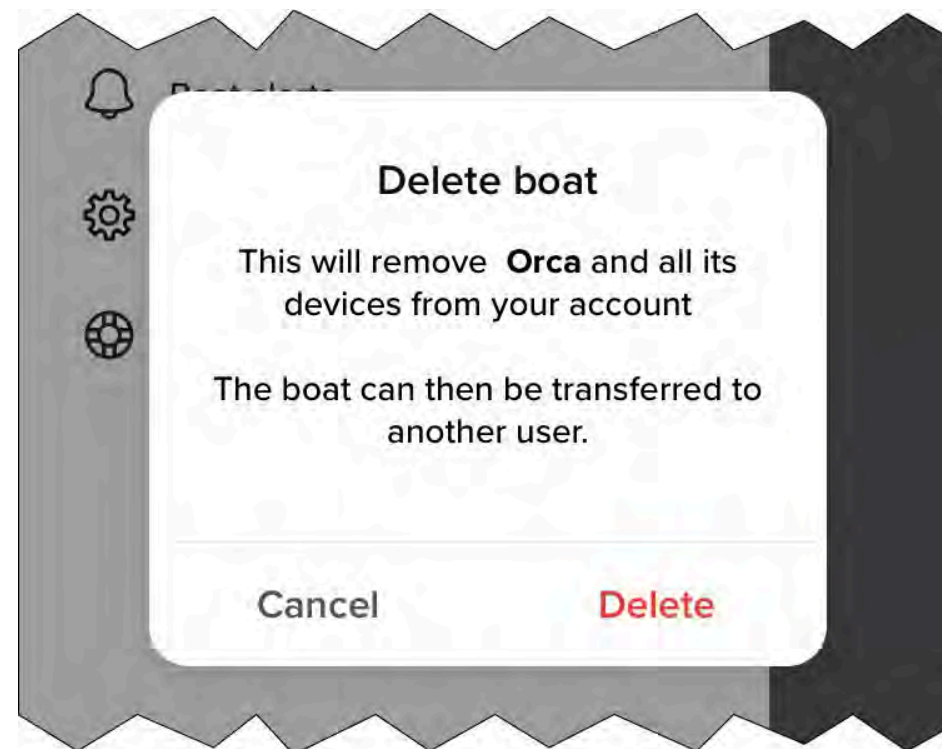 Delete boat
This will remove Orca and all its
devices from your account
The boat can then be transferred to
another user.
Cancel
Delete